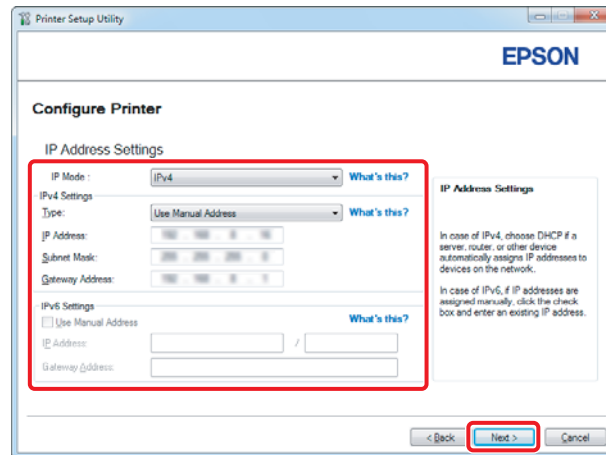 Printer Setup Utility
EPSON
Configure Printer
IP Address Settings
IP Mode : IPv4 What's this?
IPv4 Settings
Type: Use Manual Address What's this?
IP Address:
Subnet Mask:
Gateway Address:
IPv6 Settings
Use Manual Address What's this?
IP Address: /
Gateway Address:
IP Address Settings
In case of IPv4, choose DHCP if a
server, router, or other device
automatically assigns IP addresses to
devices on the network.
In case of IPv6, if IP addresses are
assigned manually, click the check
box and enter an existing IP address.
< Back Next > Cancel